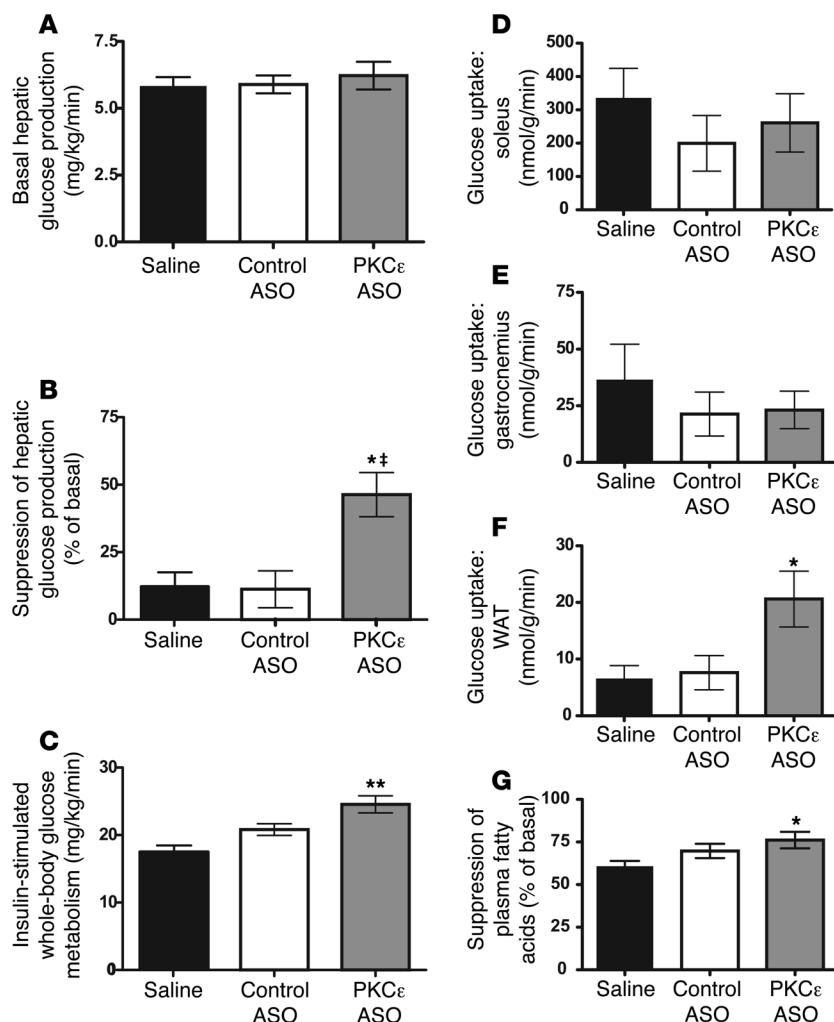 A
Basal hepatic
glucose production
(mg/kg/min)
7.5
5.0
2.5
0.0
Saline
Control
ASO
PKCε
ASO
B
Suppression of hepatic
glucose production
(% of basal)
75
50
25
0
*‡
Saline
Control
ASO
PKCε
ASO
C
Insulin-stimulated
whole-body glucose
metabolism (mg/kg/min)
30
20
10
0
**
Saline
Control
ASO
PKCε
ASO
D
Glucose uptake:
soleus
(nmol/g/min)
500
400
300
200
100
0
Saline
Control
ASO
PKCε
ASO
E
Glucose uptake:
gastrocnemius
(nmol/g/min)
75
50
25
0
Saline
Control
ASO
PKCε
ASO
F
Glucose uptake:
WAT
(nmol/g/min)
30
20
10
0
*
Saline
Control
ASO
PKCε
ASO
G
Suppression of
plasma fatty
acids (% of basal)
100
75
50
25
0
*
Saline
Control
ASO
PKCε
ASO